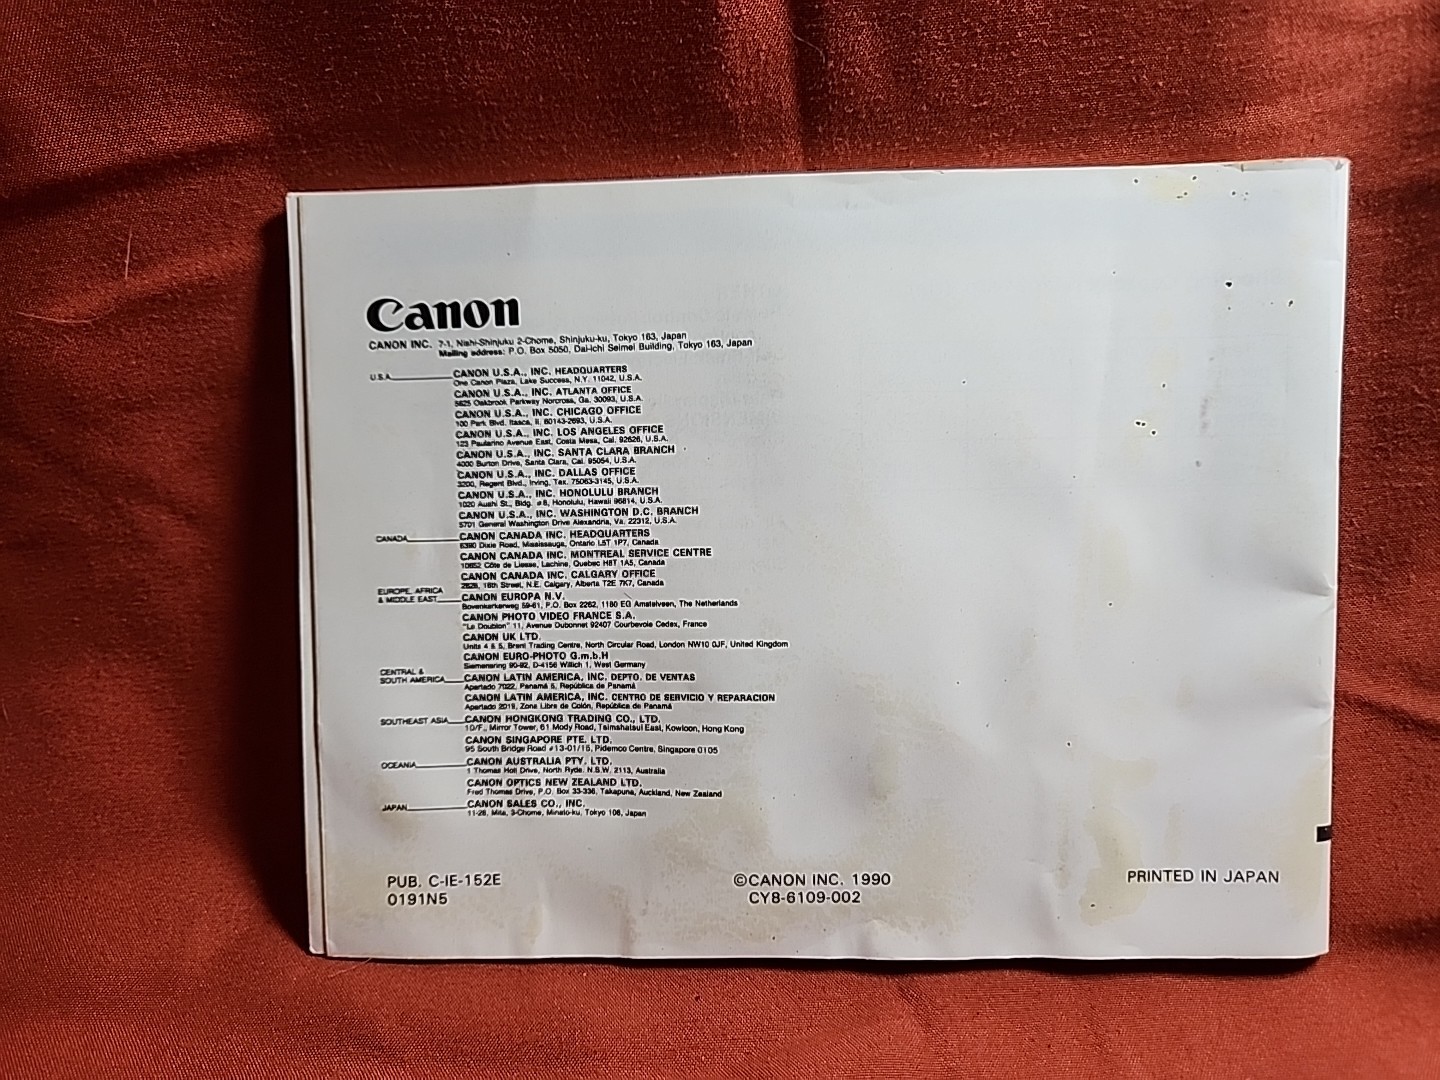 Canon
CANON INC. 7-1, Nishi-Shinjuku 2-Chome, Shinjuku-ku, Tokyo 163, Japan
Mailing address: P.O. Box 5050, Dai-ichi Seimei Building, Tokyo 163, Japan
U.S.A. CANON U.S.A., INC. HEADQUARTERS
One Canon Plaza, Lake Success, N.Y. 11042, U.S.A.
CANON U.S.A., INC. ATLANTA OFFICE
5625 Oakbrook Parkway Norcross, Ga. 30093, U.S.A.
CANON U.S.A., INC. CHICAGO OFFICE
100 Park Blvd. Itasca, Il. 60143-2693, U.S.A.
CANON U.S.A., INC. LOS ANGELES OFFICE
123 Paularino Avenue East, Costa Mesa, Cal. 92626, U.S.A.
CANON U.S.A., INC. SANTA CLARA BRANCH
4000 Burton Drive, Santa Clara, Cal. 95054, U.S.A.
CANON U.S.A., INC. DALLAS OFFICE
3200, Regent Blvd., Irving, Tax. 75063-3145, U.S.A.
CANON U.S.A., INC. HONOLULU BRANCH
1020 Auahi St., Bldg. #8, Honolulu, Hawaii 96814, U.S.A.
CANON U.S.A., INC. WASHINGTON D.C. BRANCH
5701 General Washington Drive Alexandria, Va. 22312, U.S.A.
CANADA CANON CANADA INC. HEADQUARTERS
6390 Dixie Road, Mississauga, Ontario L5T 1P7, Canada
CANON CANADA INC. MONTREAL SERVICE CENTRE
10652 Côte de Liesse, Lachine, Quebec H8T 1A5, Canada
CANON CANADA INC. CALGARY OFFICE
2828, 16th Street, N.E. Calgary, Alberta T2E 7K7, Canada
EUROPE, AFRICA
& MIDDLE EAST CANON EUROPA N.V.
Bovenkerkerweg 59-61, P.O. Box 2262, 1180 EG Amstelveen, The Netherlands
CANON PHOTO VIDEO FRANCE S.A.
"Le Doublon" 11, Avenue Dubonnet 92407 Courbevoie Cedex, France
CANON UK LTD.
Units 4 & 5, Brent Trading Centre, North Circular Road, London NW10 0JF, United Kingdom
CANON EURO-PHOTO G.m.b.H
Siemensring 90-92, D-4156 Willich 1, West Germany
CENTRAL &
SOUTH AMERICA CANON LATIN AMERICA, INC. DEPTO. DE VENTAS
Apartado 7022, Panamá 5, República de Panamá
CANON LATIN AMERICA, INC. CENTRO DE SERVICIO Y REPARACION
Apartado 2019, Zona Libre de Colón, República de Panamá
SOUTHEAST ASIA CANON HONGKONG TRADING CO., LTD.
10/F., Mirror Tower, 61 Mody Road, Tsimshatsui East, Kowloon, Hong Kong
CANON SINGAPORE PTE. LTD.
95 South Bridge Road #13-01/15, Pidemco Centre, Singapore 0105
OCEANIA CANON AUSTRALIA PTY. LTD.
1 Thomas Holt Drive, North Ryde. N.S.W. 2113, Australia
CANON OPTICS NEW ZEALAND LTD.
Fred Thomas Drive, P.O. Box 33-336, Takapuna, Auckland, New Zealand
JAPAN CANON SALES CO., INC.
11-28, Mita, 3-Chome, Minato-ku, Tokyo 108, Japan
PUB. C-IE-152E
0191N5
©CANON INC. 1990
CY8-6109-002
PRINTED IN JAPAN